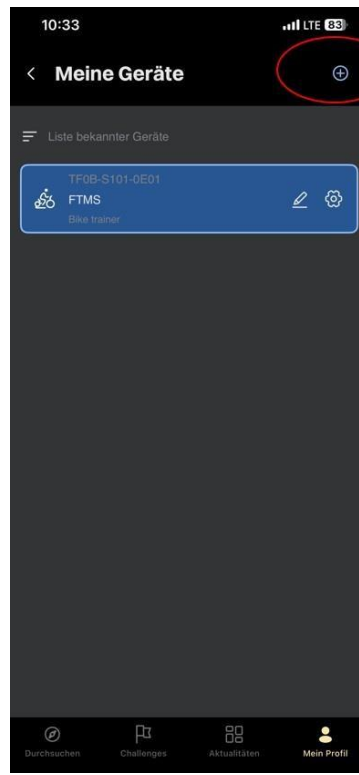 10:33
LTE 83
Meine Geräte
Liste bekannter Geräte
TF0B-S101-0E01
FTMS
Bike trainer
Durchsuchen Challenges Aktualitäten Mein Profil